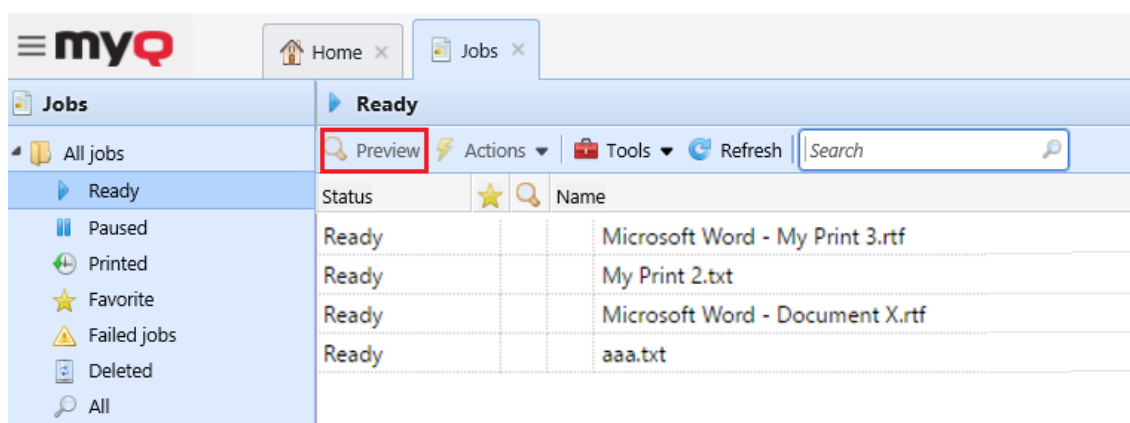 myQ Home Jobs
Jobs Ready
All jobs Preview Actions Tools Refresh Search
Ready Status Name
Paused Ready Microsoft Word - My Print 3.rtf
Printed Ready My Print 2.txt
Favorite Ready Microsoft Word - Document X.rtf
Failed jobs Ready aaa.txt
Deleted
All